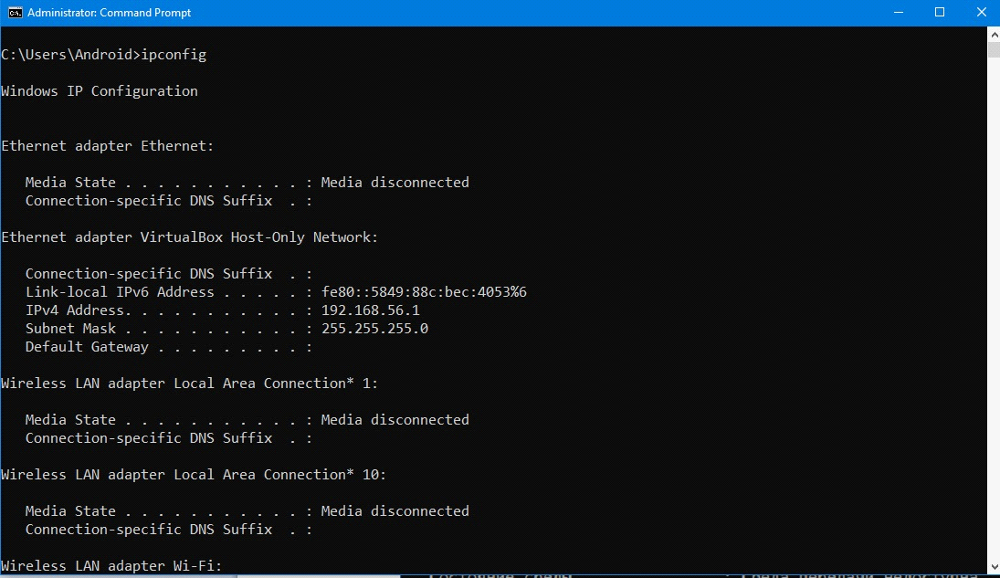 Administrator: Command Prompt
C:\Users\Android>ipconfig
Windows IP Configuration
Ethernet adapter Ethernet:
Media State . . . . . . . . . . . : Media disconnected
Connection-specific DNS Suffix  . :
Ethernet adapter VirtualBox Host-Only Network:
Connection-specific DNS Suffix  . :
Link-local IPv6 Address . . . . . : fe80::5849:88c:bec:4053%6
IPv4 Address. . . . . . . . . . . : 192.168.56.1
Subnet Mask . . . . . . . . . . . : 255.255.255.0
Default Gateway . . . . . . . . . :
Wireless LAN adapter Local Area Connection* 1:
Media State . . . . . . . . . . . : Media disconnected
Connection-specific DNS Suffix  . :
Wireless LAN adapter Local Area Connection* 10:
Media State . . . . . . . . . . . : Media disconnected
Connection-specific DNS Suffix  . :
Wireless LAN adapter Wi-Fi: